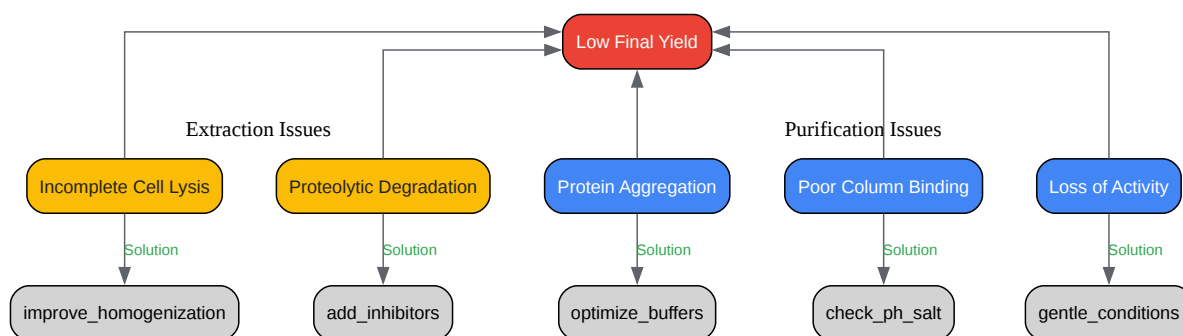 Low Final Yield
Extraction Issues
Purification Issues
Incomplete Cell Lysis
Proteolytic Degradation
Protein Aggregation
Poor Column Binding
Loss of Activity
Solution
Solution
Solution
Solution
Solution
improve_homogenization
add_inhibitors
optimize_buffers
check_ph_salt
gentle_conditions